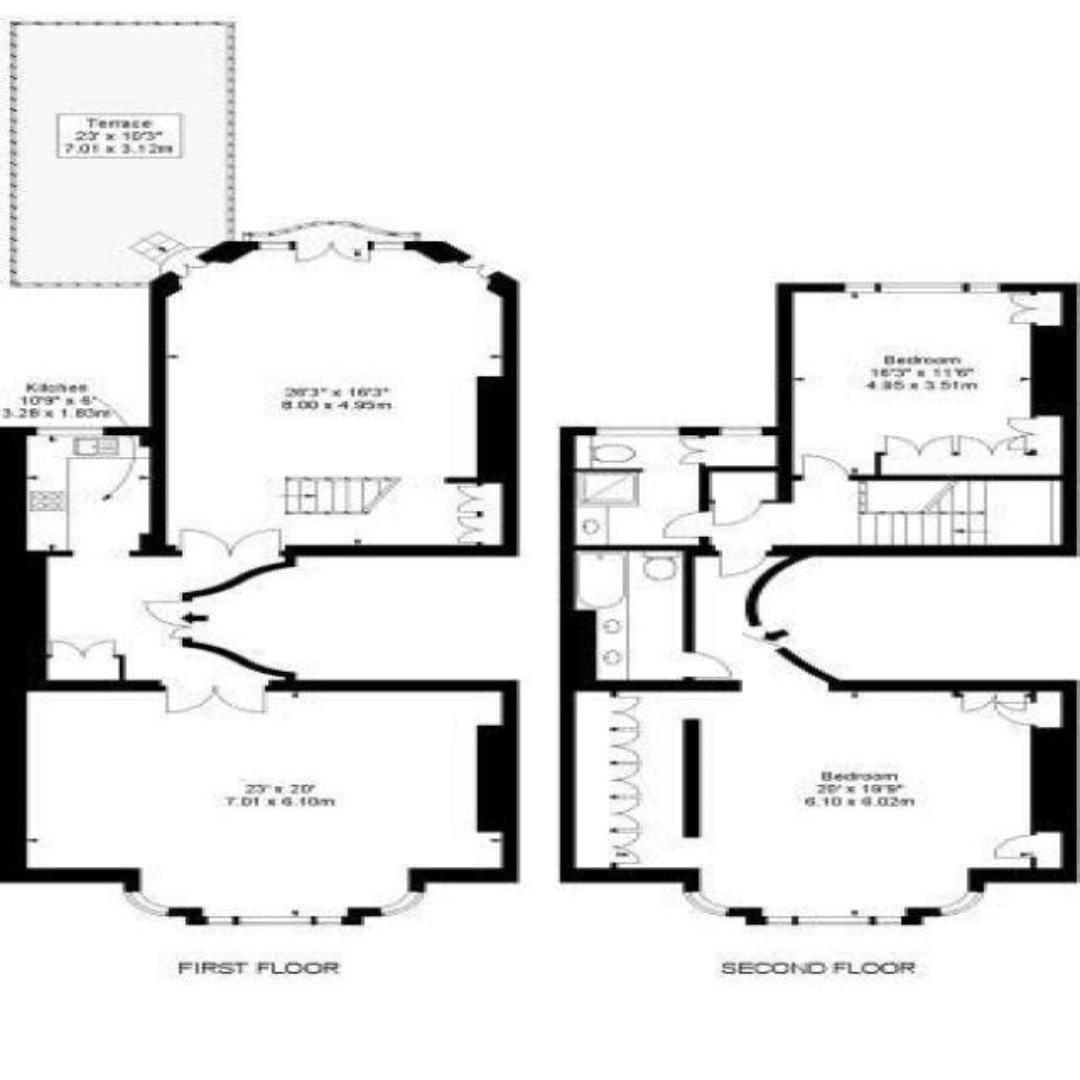 Terrace
23' x 10'3"
7.01 x 3.12m
Kitchen
10'9" x 6'
3.28 x 1.83m
26'3" x 16'3"
8.00 x 4.95m
23' x 20'
7.01 x 6.10m
FIRST FLOOR
Bedroom
16'3" x 11'6"
4.95 x 3.51m
Bedroom
20' x 19'9"
6.10 x 6.02m
SECOND FLOOR